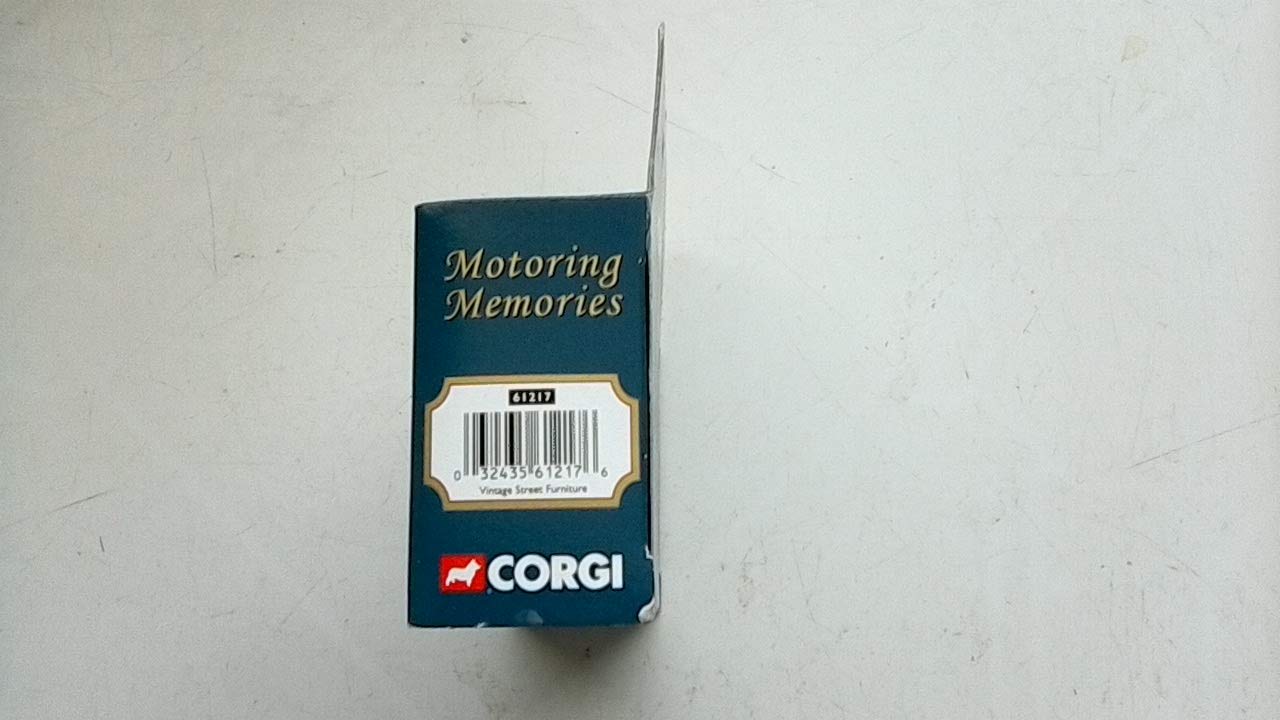 Motoring
Memories
61217
0 32435 61217 6
Vintage Street Furniture
CORGI